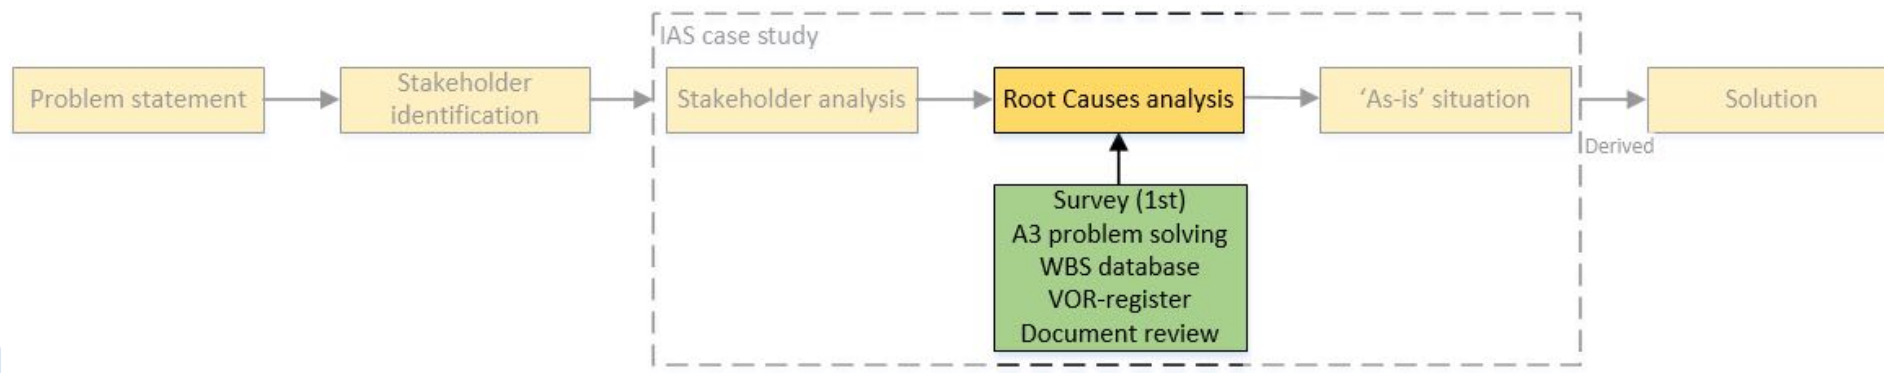 IAS case study
Problem statement
Stakeholder
identification
Stakeholder analysis
Root Causes analysis
‘As-is’ situation
Solution
Derived
Survey (1st)
A3 problem solving
WBS database
VOR-register
Document review